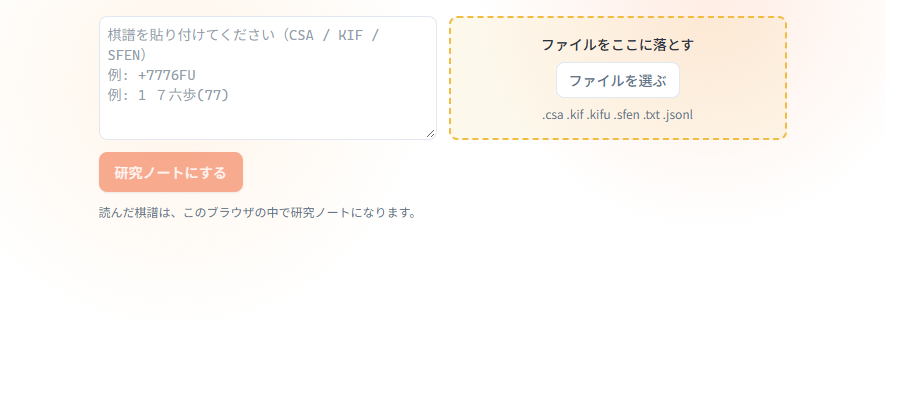 棋譜を貼り付けてください（CSA / KIF /
SFEN）
例: +7776FU
例: 1 ７六歩(77)
ファイルをここに落とす
ファイルを選ぶ
.csa .kif .kifu .sfen .txt .jsonl
研究ノートにする
読んだ棋譜は、このブラウザの中で研究ノートになります。